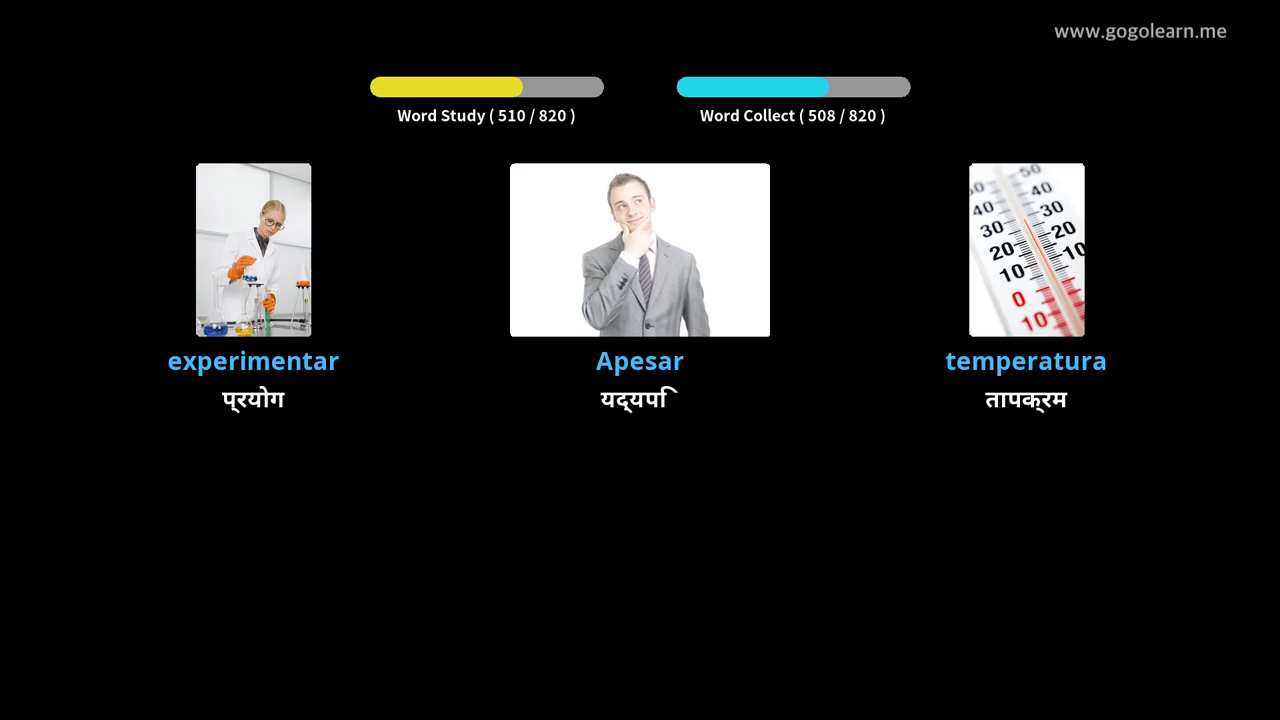 www.gogolearn.me
Word Study ( 510 / 820 )
Word Collect ( 508 / 820 )
experimentar
Apesar
temperatura
प्रयोग
यद्यपि
तापक्रम